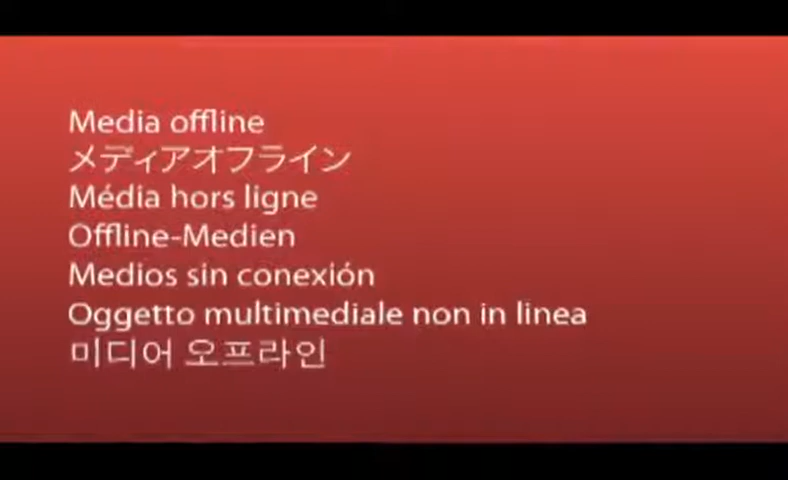 Media offline
メディアオフライン
Média hors ligne
Offline-Medien
Medios sin conexión
Oggetto multimediale non in linea
미디어 오프라인